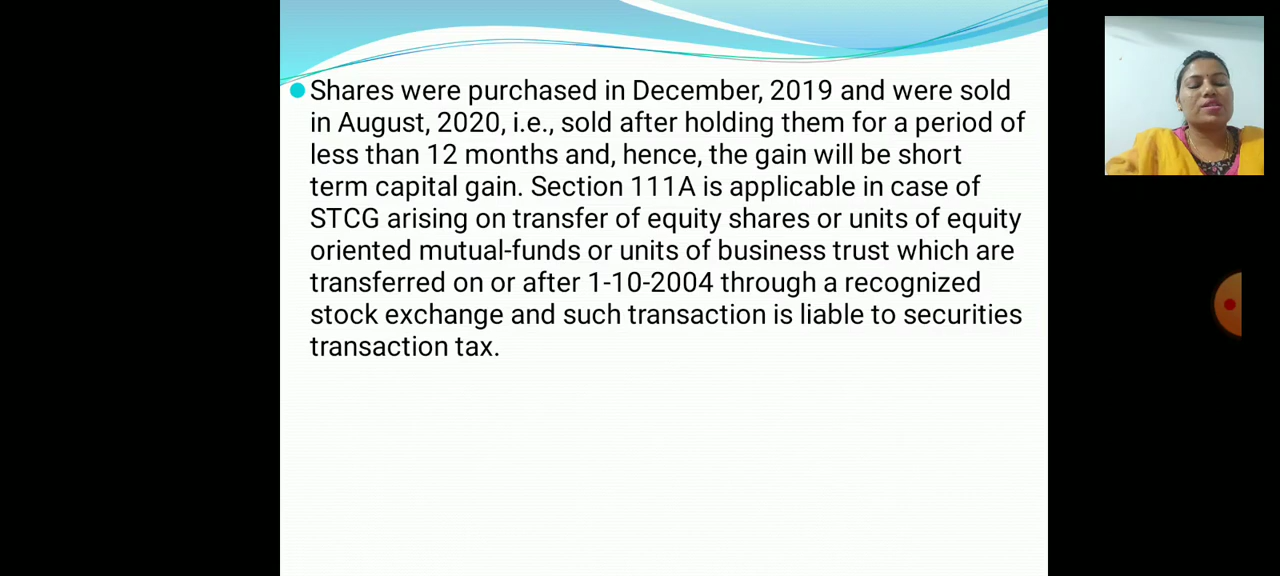 Shares were purchased in December, 2019 and were sold
in August, 2020, i.e., sold after holding them for a period of
less than 12 months and, hence, the gain will be short
term capital gain. Section 111A is applicable in case of
STCG arising on transfer of equity shares or units of equity
oriented mutual-funds or units of business trust which are
transferred on or after 1-10-2004 through a recognized
stock exchange and such transaction is liable to securities
transaction tax.